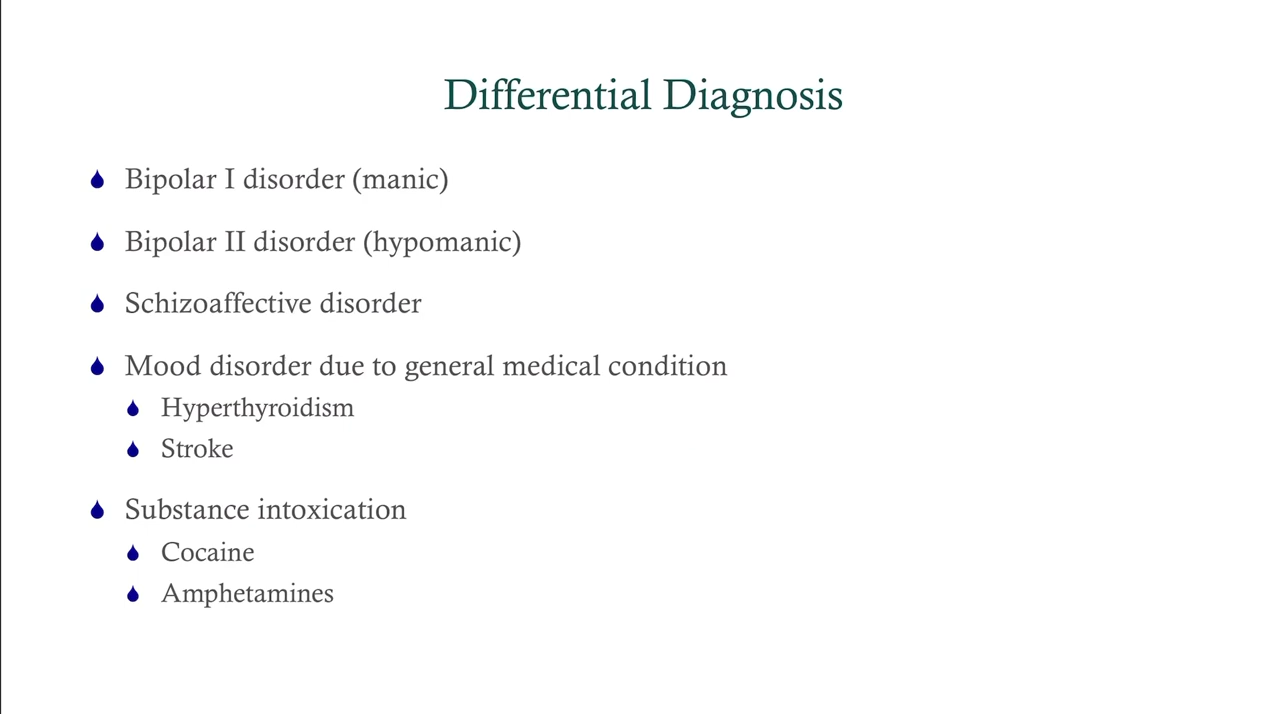 Differential Diagnosis
Bipolar I disorder (manic)
Bipolar II disorder (hypomanic)
Schizoaffective disorder
Mood disorder due to general medical condition
Hyperthyroidism
Stroke
Substance intoxication
Cocaine
Amphetamines